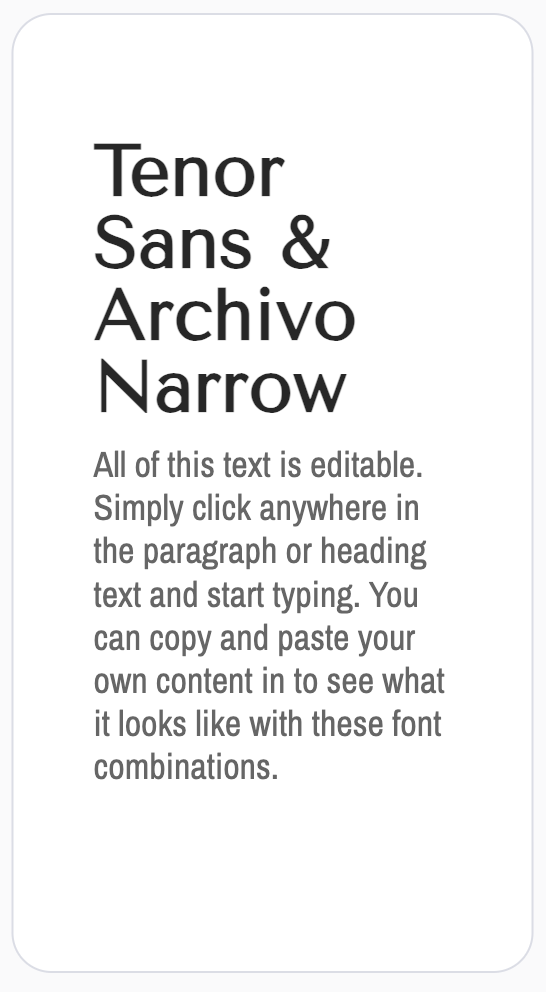 Tenor
Sans &
Archivo
Narrow
All of this text is editable.
Simply click anywhere in
the paragraph or heading
text and start typing. You
can copy and paste your
own content in to see what
it looks like with these font
combinations.